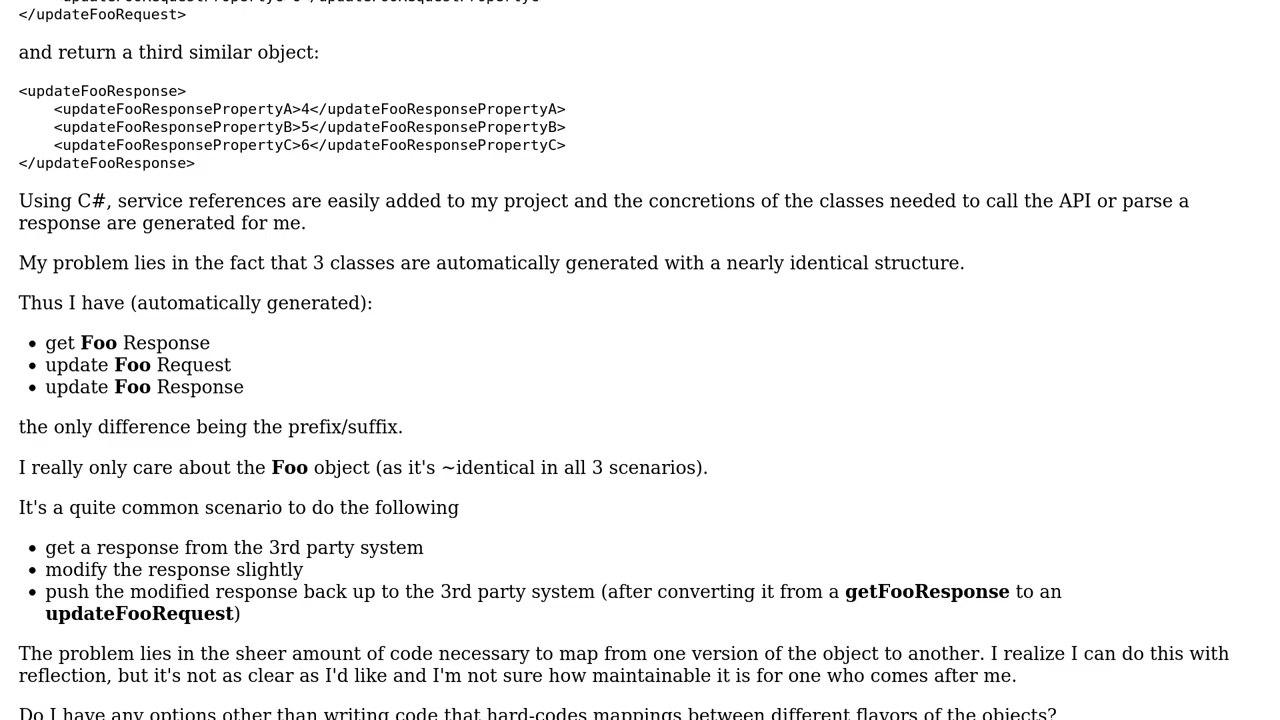 </updateFooRequest>
and return a third similar object:
<updateFooResponse>
    <updateFooResponsePropertyA>4</updateFooResponsePropertyA>
    <updateFooResponsePropertyB>5</updateFooResponsePropertyB>
    <updateFooResponsePropertyC>6</updateFooResponsePropertyC>
</updateFooResponse>
Using C#, service references are easily added to my project and the concretions of the classes needed to call the API or parse a
response are generated for me.
My problem lies in the fact that 3 classes are automatically generated with a nearly identical structure.
Thus I have (automatically generated):
• get Foo Response
• update Foo Request
• update Foo Response
the only difference being the prefix/suffix.
I really only care about the Foo object (as it's ~identical in all 3 scenarios).
It's a quite common scenario to do the following
• get a response from the 3rd party system
• modify the response slightly
• push the modified response back up to the 3rd party system (after converting it from a getFooResponse to an
updateFooRequest)
The problem lies in the sheer amount of code necessary to map from one version of the object to another. I realize I can do this with
reflection, but it's not as clear as I'd like and I'm not sure how maintainable it is for one who comes after me.
Do I have any options other than writing code that hard-codes mappings between different flavors of the objects?